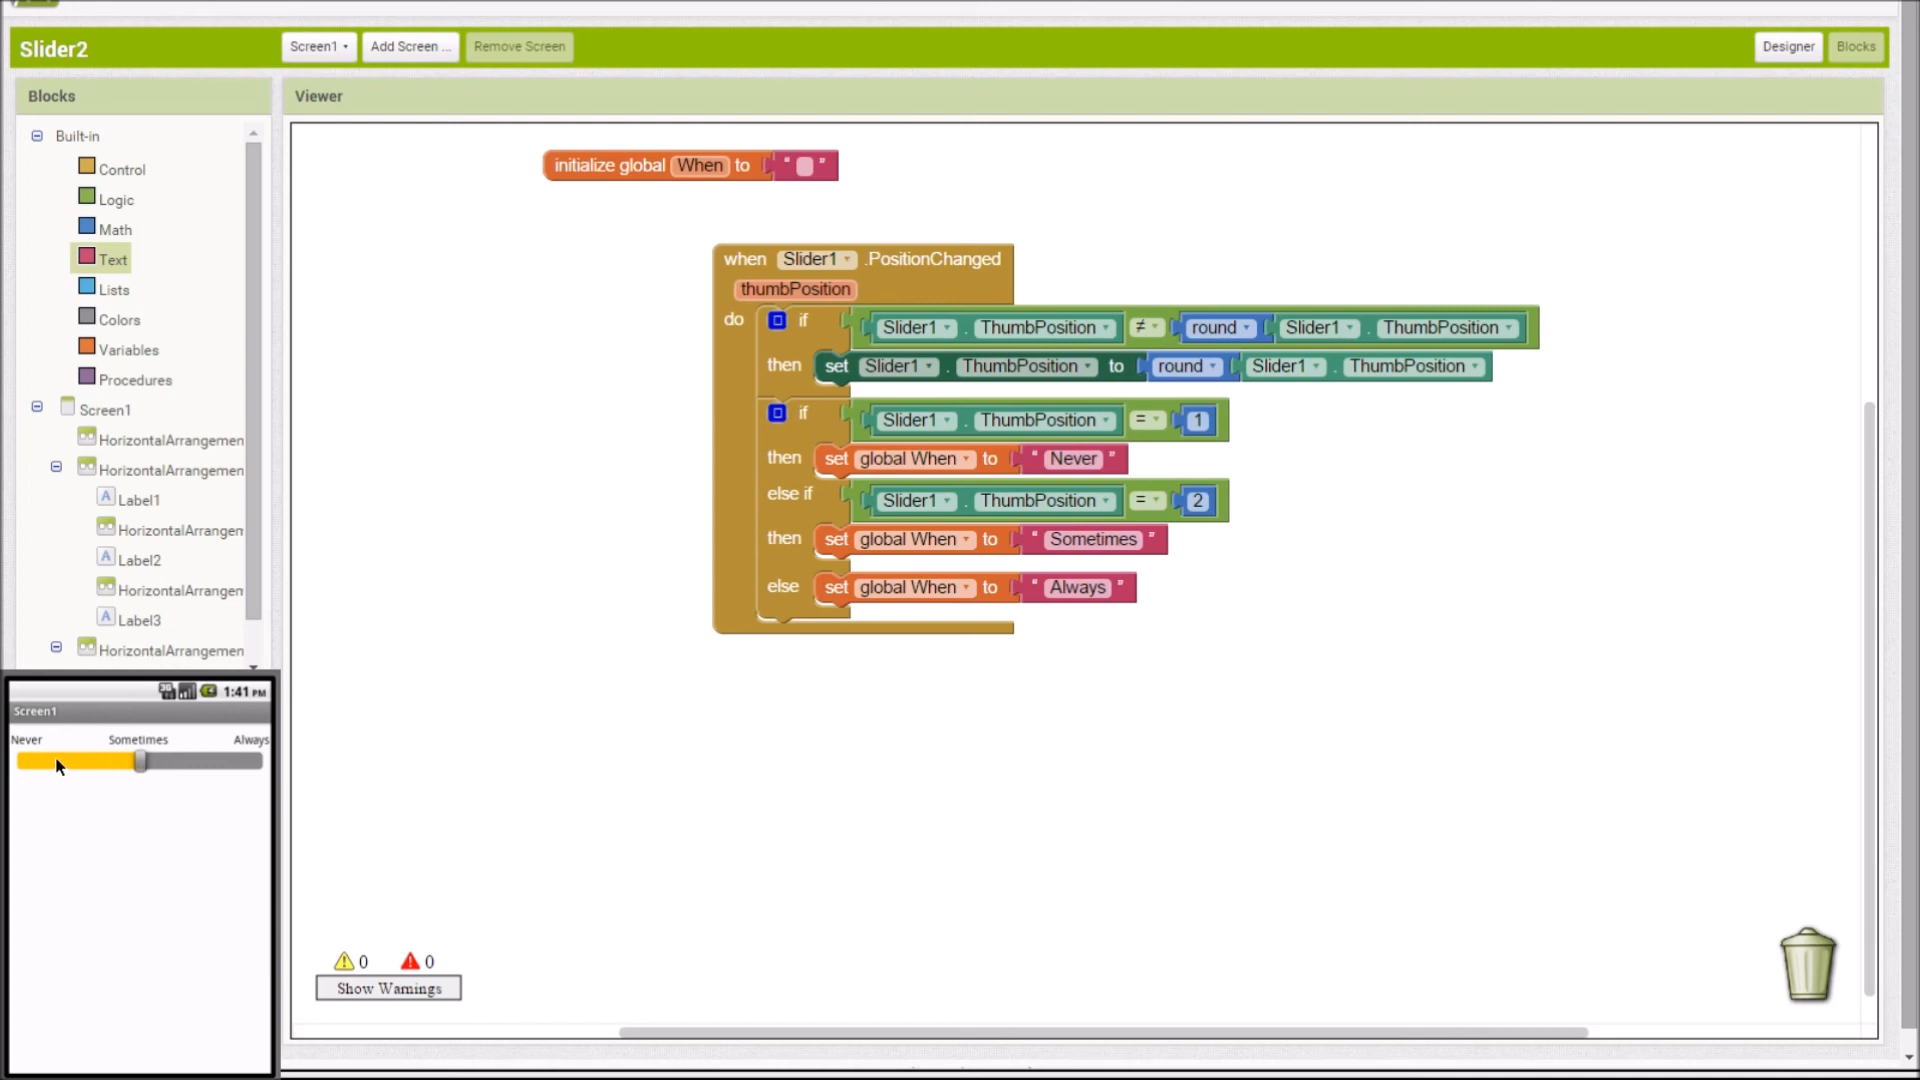 Slider2
Screen1
Add Screen ...
Remove Screen
Designer
Blocks
Blocks
Viewer
Built-in
Control
Logic
Math
Text
Lists
Colors
Variables
Procedures
Screen1
HorizontalArrangemen
HorizontalArrangemen
Label1
HorizontalArrangen
Label2
HorizontalArrangen
Label3
HorizontalArrangemen
initialize global When to " "
when Slider1 .PositionChanged
thumbPosition
do if Slider1 . ThumbPosition ≠ round Slider1 . ThumbPosition
then set Slider1 . ThumbPosition to round Slider1 . ThumbPosition
if Slider1 . ThumbPosition = 1
then set global When to " Never "
else if Slider1 . ThumbPosition = 2
then set global When to " Sometimes "
else set global When to " Always "
0 0
Show Warnings
3G 1:41 PM
Screen1
Never Sometimes Always